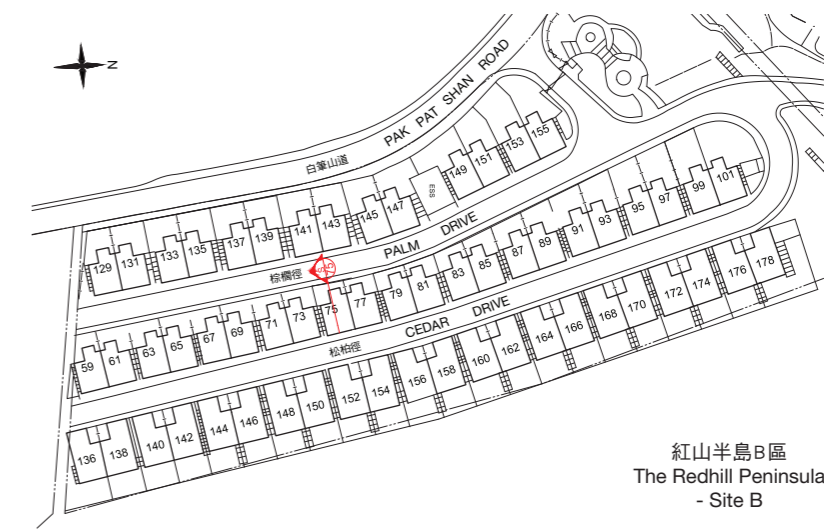 N
白筆山道
PAK PAT SHAN ROAD
ESS
129 131 133 135 137 139 141 143 145 147 149 151 153 155
棕櫚徑
PALM DRIVE
59 61 63 65 67 69 71 73 75 77 79 81 83 85 87 89 91 93 95 97 99 101
松柏徑
CEDAR DRIVE
136 138 140 142 144 146 148 150 152 154 156 158 160 162 164 166 168 170 172 174 176 178
紅山半島B區
The Redhill Peninsula
- Site B